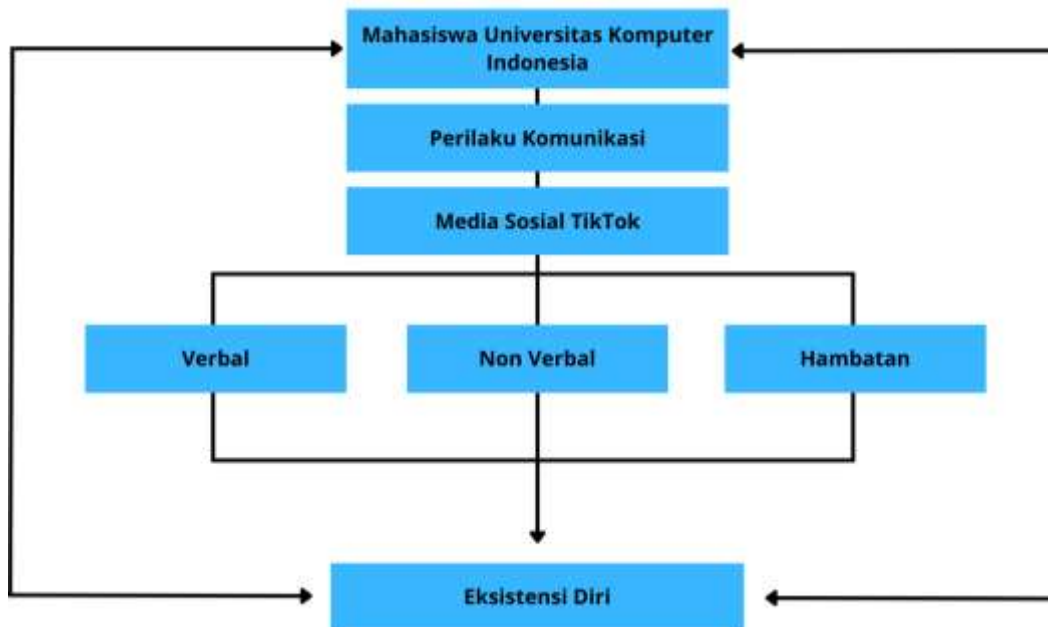 Mahasiswa Universitas Komputer
Indonesia
Perilaku Komunikasi
Media Sosial TikTok
Verbal
Non Verbal
Hambatan
Eksistensi Diri